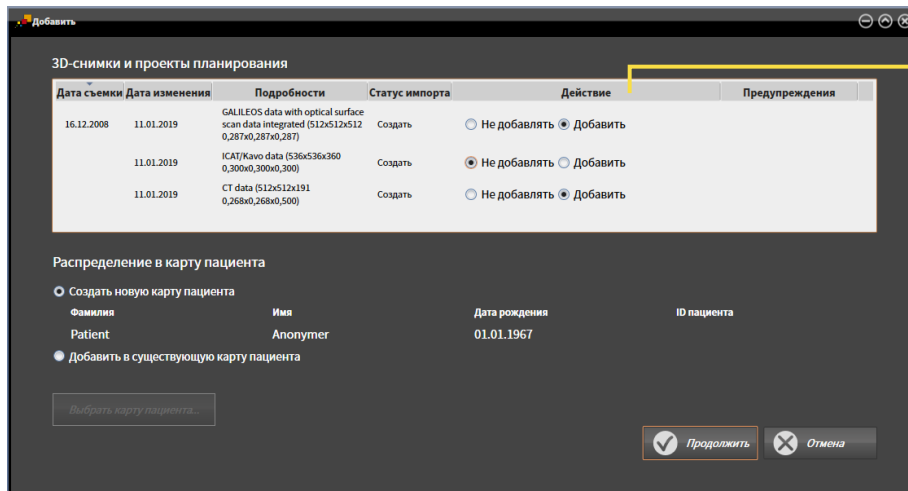 Добавить
3D-снимки и проекты планирования
Дата съемки Дата изменения Подробности Статус импорта Действие Предупреждения
GALILEOS data with optical surface
16.12.2008 11.01.2019 scan data integrated (512x512x512 Создать Не добавлять Добавить
0,287x0,287x0,287)
11.01.2019 ICAT/Kavo data (536x536x360 Создать Не добавлять Добавить
0,300x0,300x0,300)
11.01.2019 CT data (512x512x191 Создать Не добавлять Добавить
0,268x0,268x0,500)
Распределение в карту пациента
Создать новую карту пациента
Фамилия Имя Дата рождения ID пациента
Patient Anonymer 01.01.1967
Добавить в существующую карту пациента
Выбрать карту пациента...
Продолжить Отмена